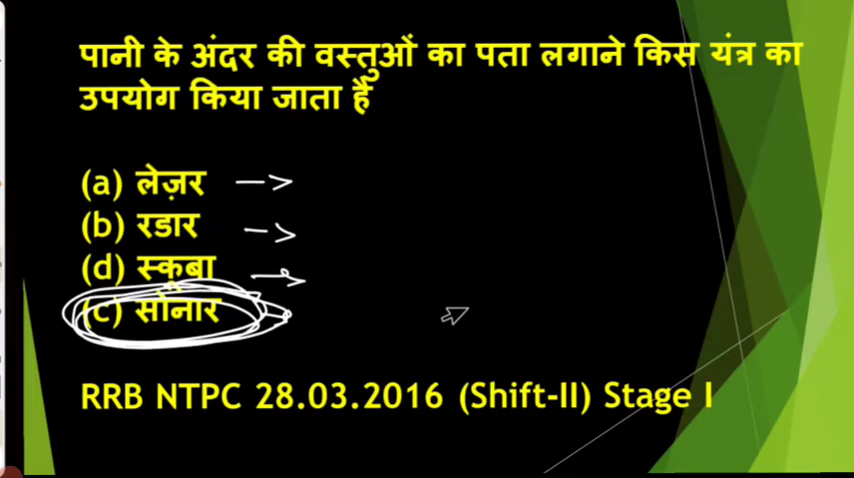 पानी के अंदर की वस्तुओं का पता लगाने किस यंत्र का
उपयोग किया जाता है
(a) लेज़र
(b) रडार
(d) स्कूबा
(c) सोनार
RRB NTPC 28.03.2016 (Shift-II) Stage I